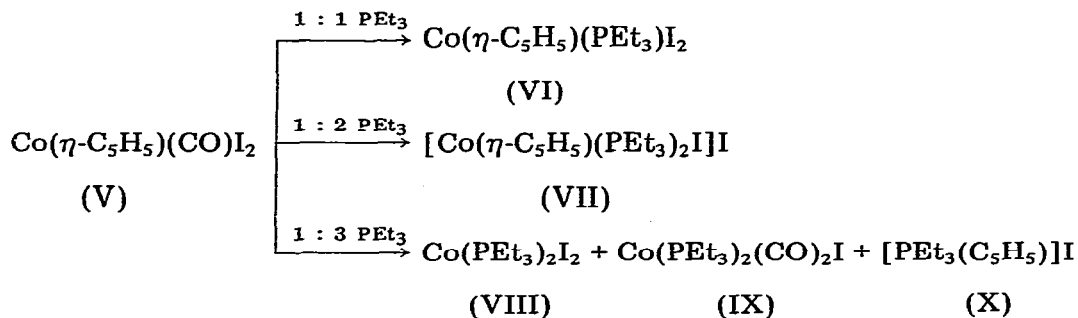 1 : 1 PEt₃
Co(η-C₅H₅)(PEt₃)I₂
(VI)
Co(η-C₅H₅)(CO)I₂
1 : 2 PEt₃
[Co(η-C₅H₅)(PEt₃)₂I]I
(V)
(VII)
1 : 3 PEt₃
Co(PEt₃)₂I₂ + Co(PEt₃)₂(CO)₂I + [PEt₃(C₅H₅)]I
(VIII) (IX) (X)